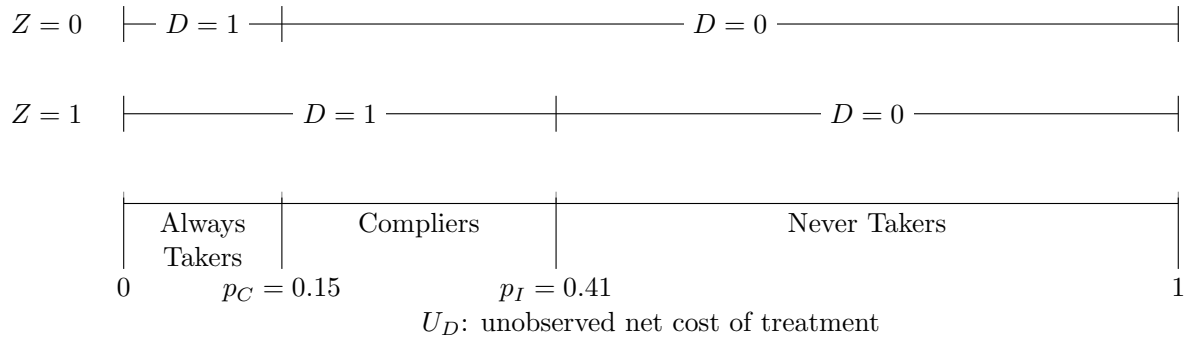 Z = 0 D = 1 D = 0
Z = 1 D = 1 D = 0
Always Takers Compliers Never Takers
0 p_C = 0.15 p_I = 0.41 1
U_D: unobserved net cost of treatment